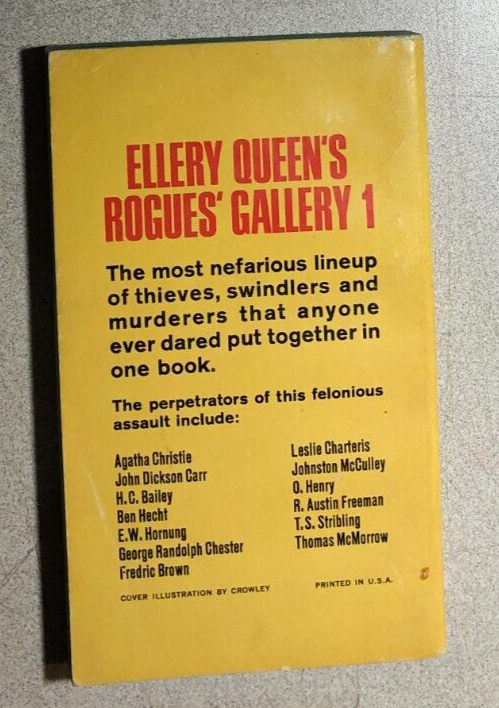 ELLERY QUEEN'S
ROGUES' GALLERY 1
The most nefarious lineup
of thieves, swindlers and
murderers that anyone
ever dared put together in
one book.
The perpetrators of this felonious
assault include:
Agatha Christie
John Dickson Carr
H.C. Bailey
Ben Hecht
E.W. Hornung
George Randolph Chester
Fredric Brown
Leslie Charteris
Johnston McCulley
O. Henry
R. Austin Freeman
T.S. Stribling
Thomas McMorrow
COVER ILLUSTRATION BY CROWLEY
PRINTED IN U.S.A.